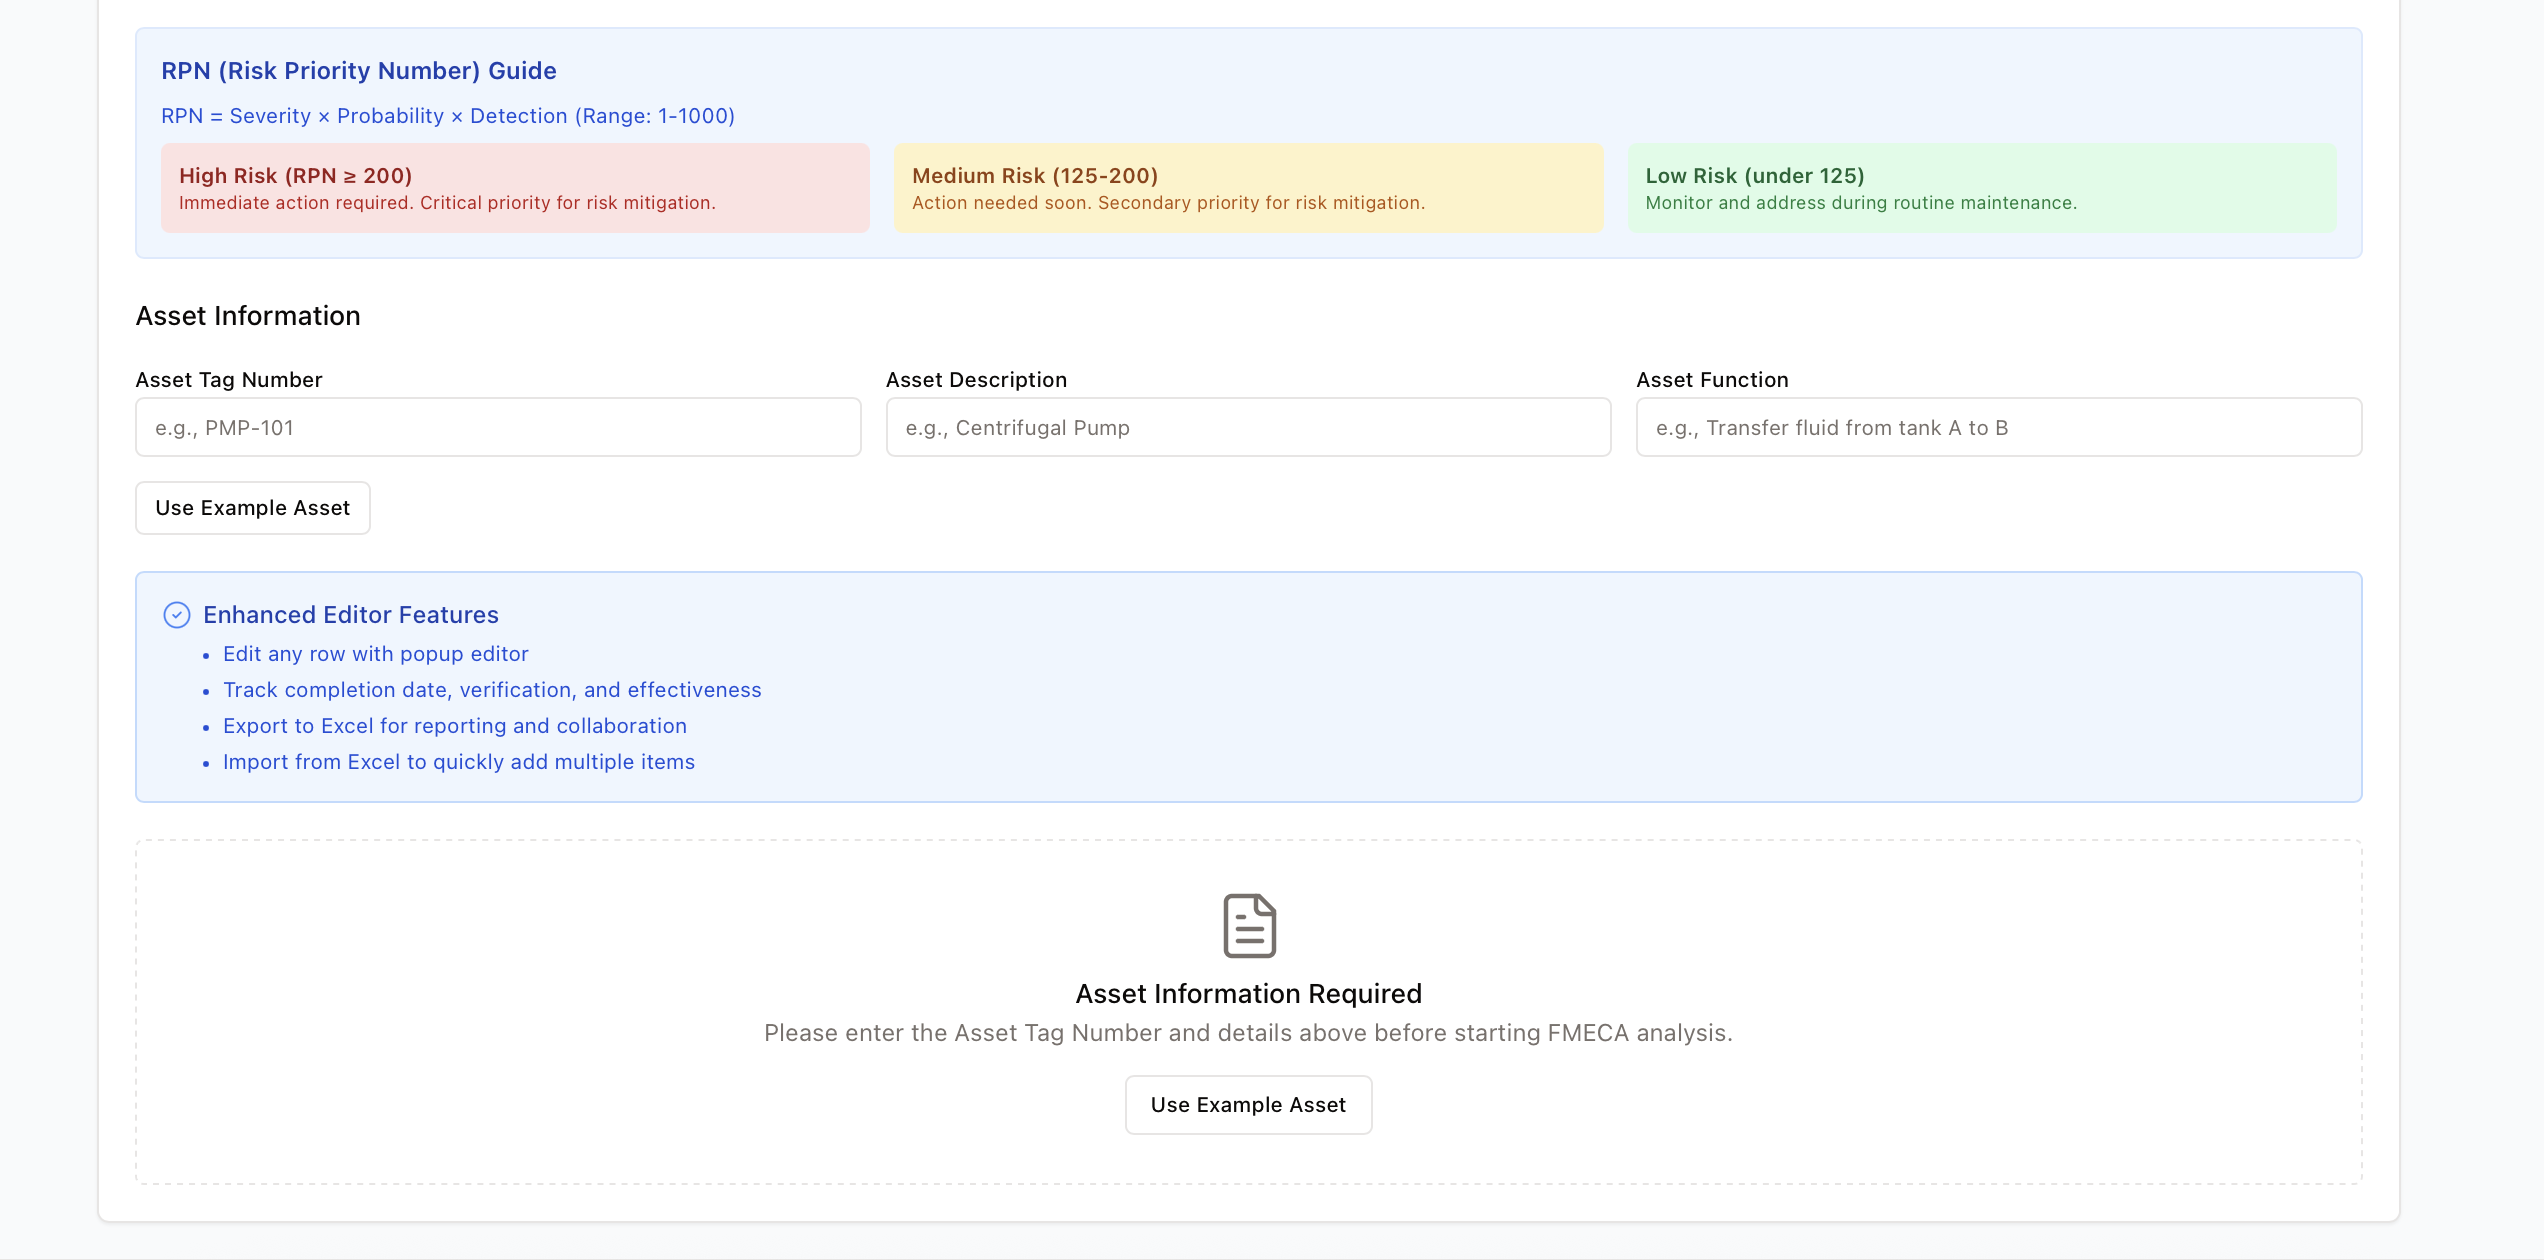 RPN (Risk Priority Number) Guide
RPN = Severity × Probability × Detection (Range: 1-1000)
High Risk (RPN ≥ 200)
Immediate action required. Critical priority for risk mitigation.
Medium Risk (125-200)
Action needed soon. Secondary priority for risk mitigation.
Low Risk (under 125)
Monitor and address during routine maintenance.
Asset Information
Asset Tag Number
e.g., PMP-101
Asset Description
e.g., Centrifugal Pump
Asset Function
e.g., Transfer fluid from tank A to B
Use Example Asset
Enhanced Editor Features
• Edit any row with popup editor
• Track completion date, verification, and effectiveness
• Export to Excel for reporting and collaboration
• Import from Excel to quickly add multiple items
Asset Information Required
Please enter the Asset Tag Number and details above before starting FMECA analysis.
Use Example Asset